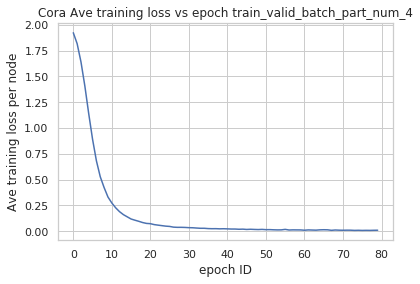 Cora Ave training loss vs epoch train_valid_batch_part_num_4
2.00
1.75
1.50
1.25
1.00
0.75
0.50
0.25
0.00
Ave training loss per node
0 10 20 30 40 50 60 70 80
epoch ID